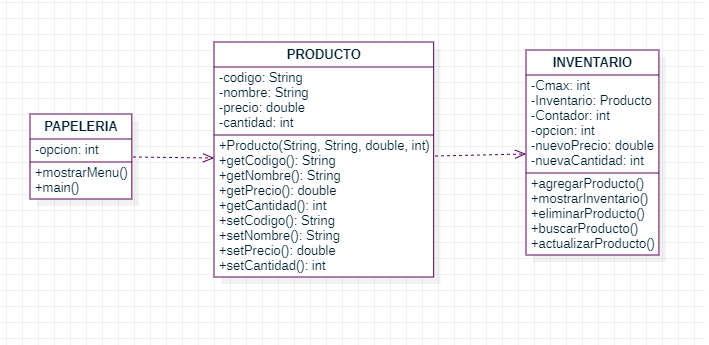 PAPELERIA
-opcion: int
+mostrarMenu()
+main()
PRODUCTO
-codigo: String
-nombre: String
-precio: double
-cantidad: int
+Producto(String, String, double, int)
+getCodigo(): String
+getNombre(): String
+getPrecio(): double
+getCantidad(): int
+setCodigo(): String
+setNombre(): String
+setPrecio(): double
+setCantidad(): int
INVENTARIO
-Cmax: int
-Inventario: Producto
-Contador: int
-opcion: int
-nuevoPrecio: double
-nuevaCantidad: int
+agregarProducto()
+mostrarInventario()
+eliminarProducto()
+buscarProducto()
+actualizarProducto()